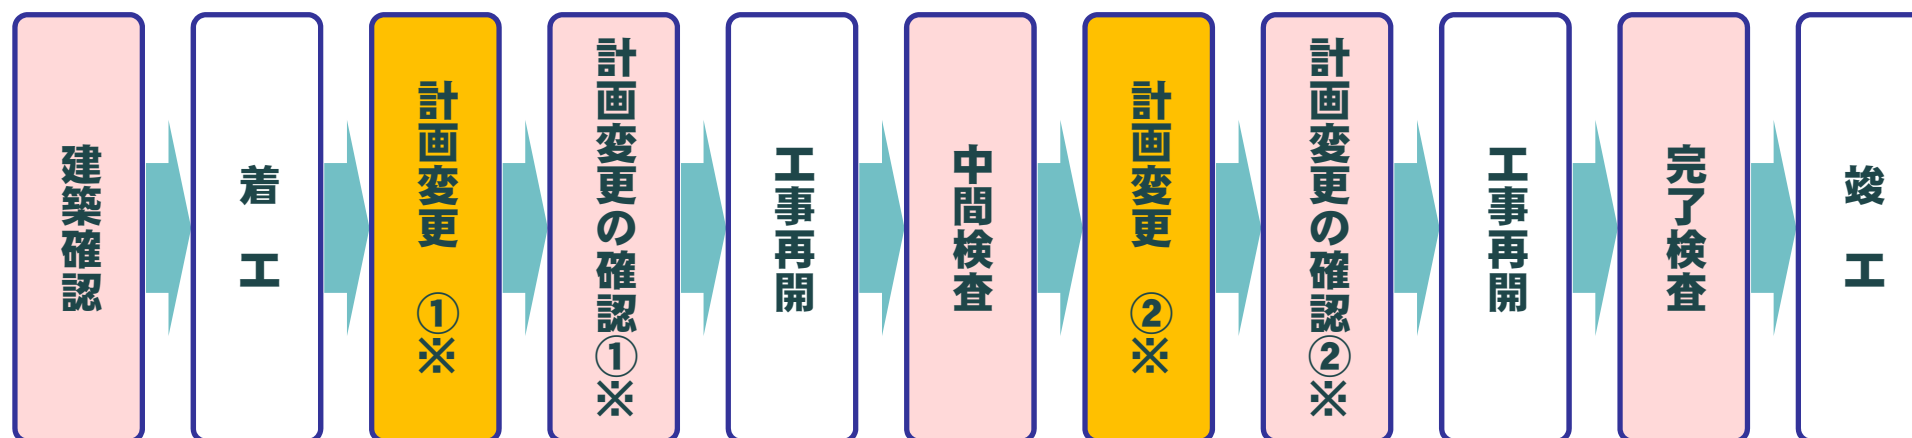 建築確認
着 工
計画変更 ①※
計画変更の確認①※
工事再開
中間検査
計画変更 ②※
計画変更の確認②※
工事再開
完了検査
竣 工